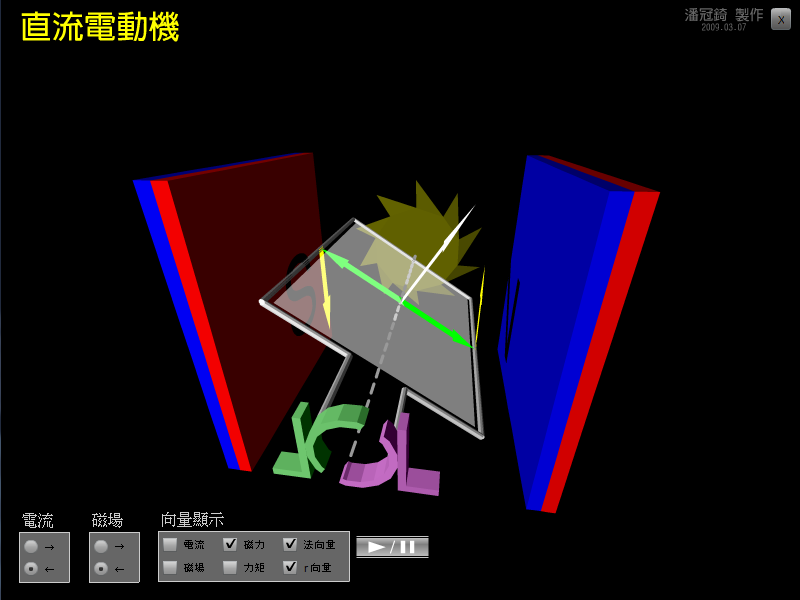 直流電動機
潘冠錡 製作
2009.03.07
X
電流
→
←
磁場
→
←
向量顯示
電流 磁力 法向量
磁場 力矩 r向量